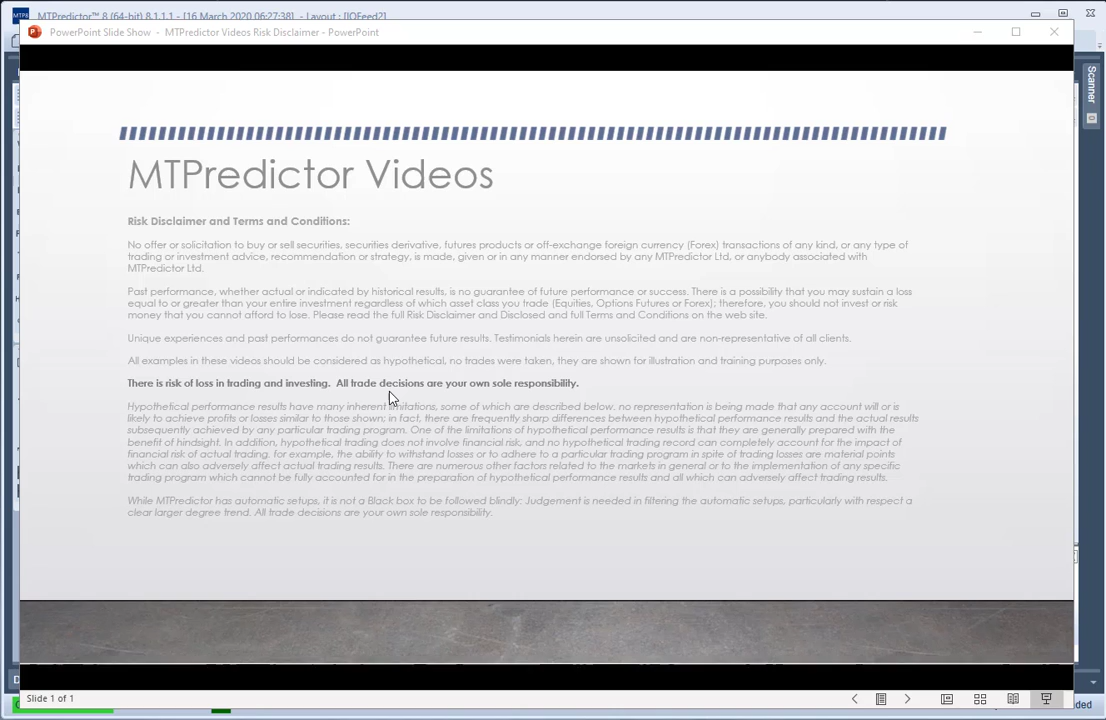 MTPredictor™ 8 (64-bit) 8.1.1.1 - [16 March 2020 06:27:38] - Layout : [IQFeed2]
PowerPoint Slide Show - MTPredictor Videos Risk Disclaimer - PowerPoint
Scanner
MTPredictor Videos
Risk Disclaimer and Terms and Conditions:
No offer or solicitation to buy or sell securities, securities derivative, futures products or off-exchange foreign currency (Forex) transactions of any kind, or any type of
trading or investment advice, recommendation or strategy, is made, given or in any manner endorsed by any MTPredictor Ltd, or anybody associated with
MTPredictor Ltd.
Past performance, whether actual or indicated by historical results, is no guarantee of future performance or success. There is a possibility that you may sustain a loss
equal to or greater than your entire investment regardless of which asset class you trade (Equities, Options Futures or Forex); therefore, you should not invest or risk
money that you cannot afford to lose. Please read the full Risk Disclaimer and Disclosed and full Terms and Conditions on the web site.
Unique experiences and past performances do not guarantee future results. Testimonials herein are unsolicited and are non-representative of all clients.
All examples in these videos should be considered as hypothetical, no trades were taken, they are shown for illustration and training purposes only.
There is risk of loss in trading and investing. All trade decisions are your own sole responsibility.
Hypothetical performance results have many inherent limitations, some of which are described below. no representation is being made that any account will or is
likely to achieve profits or losses similar to those shown; in fact, there are frequently sharp differences between hypothetical performance results and the actual results
subsequently achieved by any particular trading program. One of the limitations of hypothetical performance results is that they are generally prepared with the
benefit of hindsight. In addition, hypothetical trading does not involve financial risk, and no hypothetical trading record can completely account for the impact of
financial risk of actual trading. for example, the ability to withstand losses or to adhere to a particular trading program in spite of trading losses are material points
which can also adversely affect actual trading results. There are numerous other factors related to the markets in general or to the implementation of any specific
trading program which cannot be fully accounted for in the preparation of hypothetical performance results and all which can adversely affect trading results.
While MTPredictor has automatic setups, it is not a Black box to be followed blindly: Judgement is needed in filtering the automatic setups, particularly with respect a
clear larger degree trend. All trade decisions are your own sole responsibility.
Slide 1 of 1